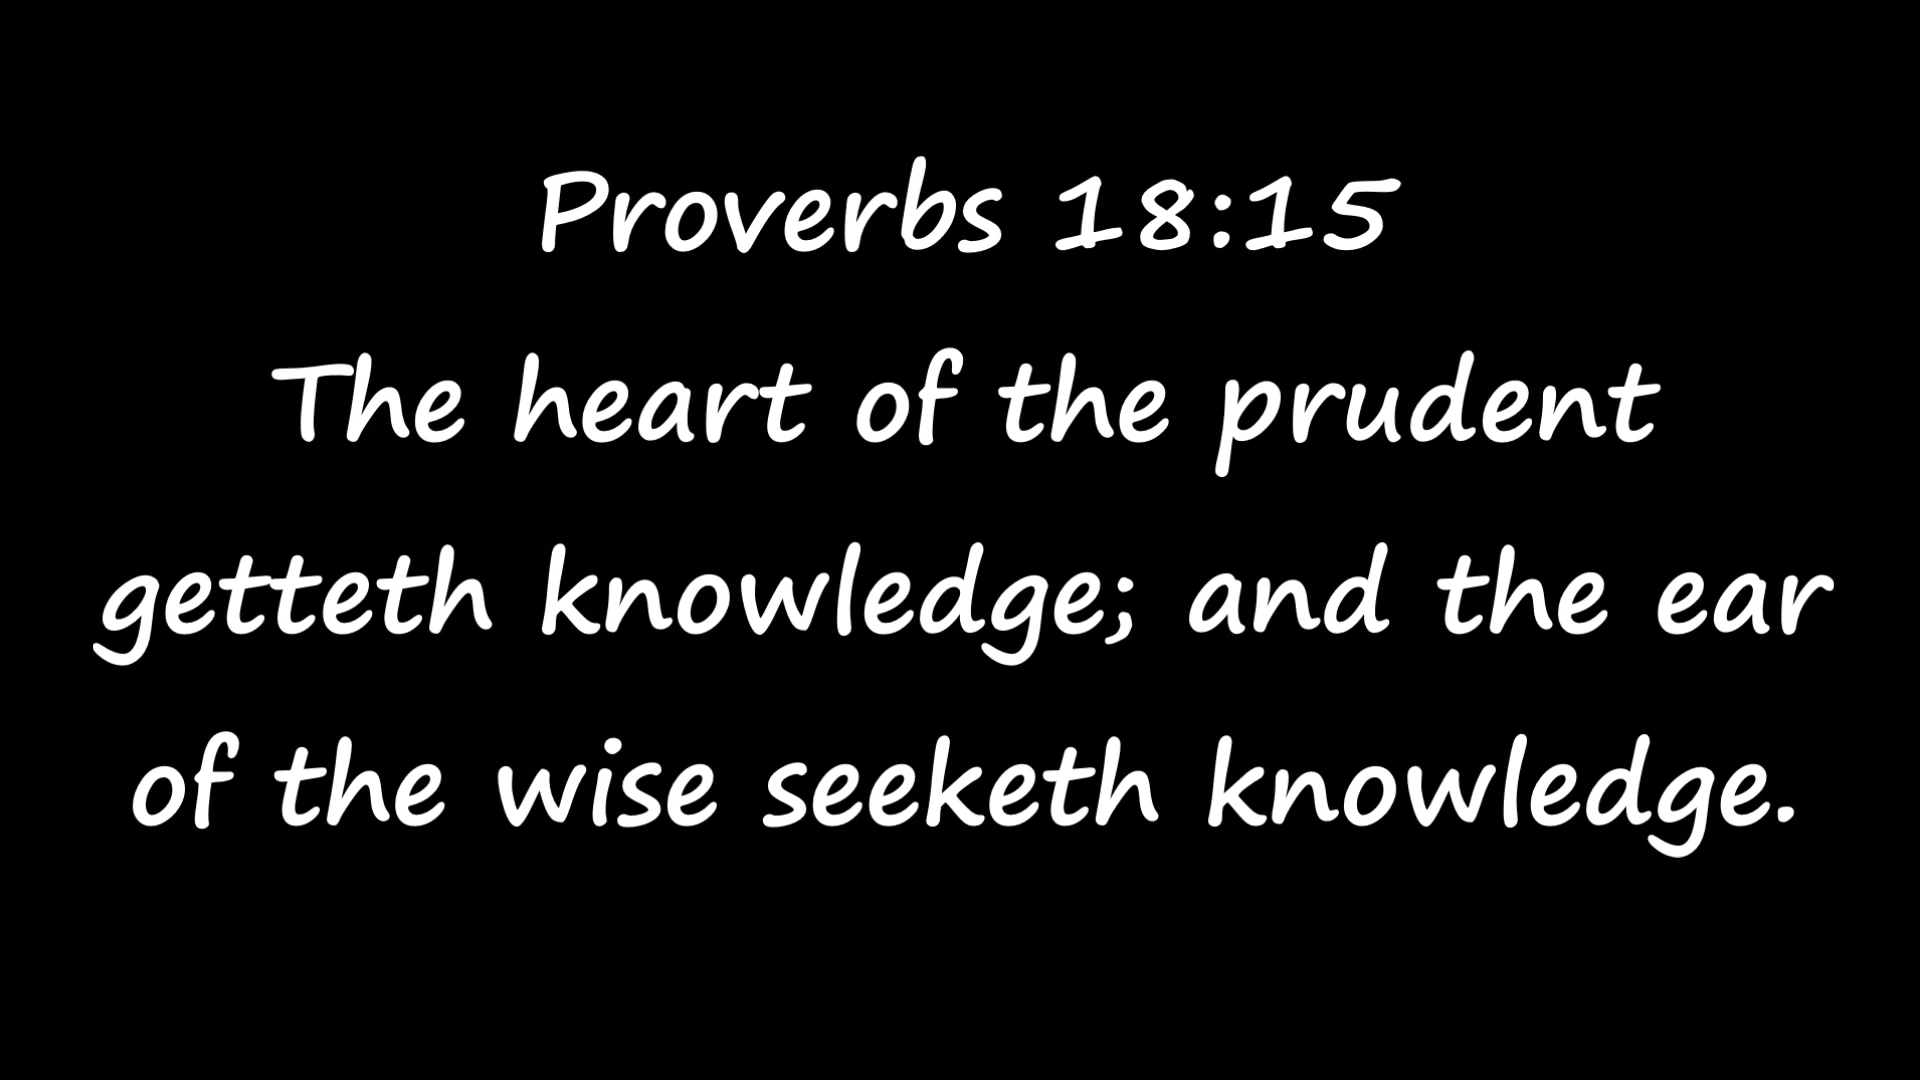 Proverbs 18:15
The heart of the prudent
getteth knowledge; and the ear
of the wise seeketh knowledge.